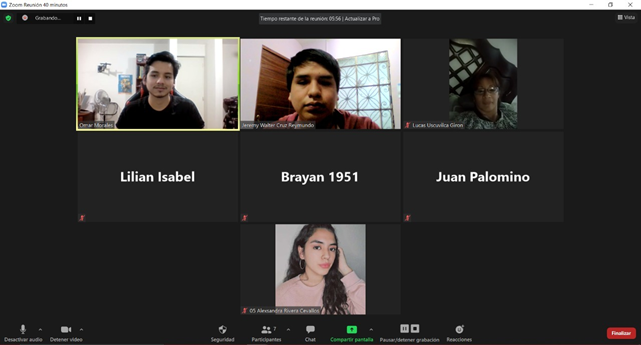 Zoom Reunión 40 minutos
Grabando...
Tiempo restante de la reunión: 05:56 | Actualizar a Pro
Vista
Omar Morales
Jeremy Walter Cruz Reymundo
Lucas Uscuvilca Giron
Lilian Isabel
Brayan 1951
Juan Palomino
05 Alexsandra Rivera Cevallos
Desactivar audio
Detener video
Seguridad
Participantes
7
Chat
Compartir pantalla
Pausar/detener grabación
Reacciones
Finalizar